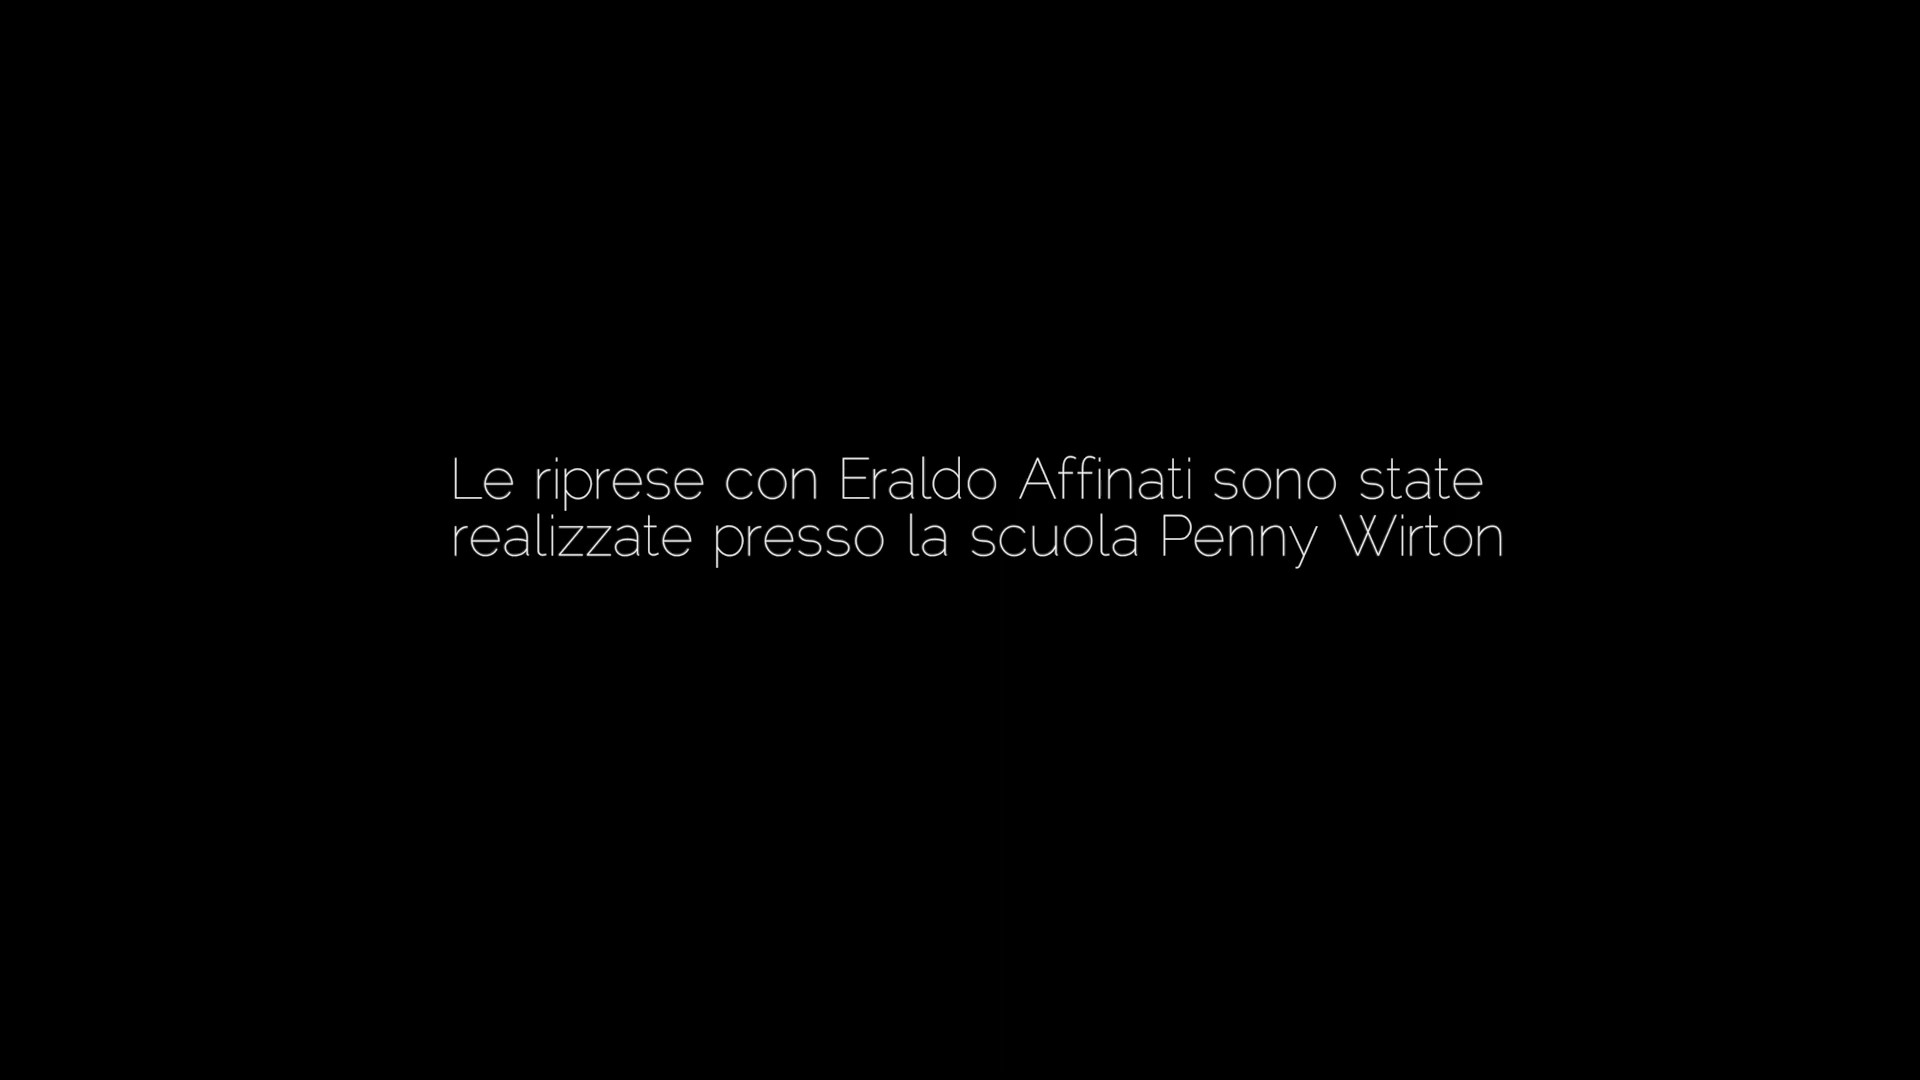 Le riprese con Eraldo Affinati sono state
realizzate presso la scuola Penny Wirton